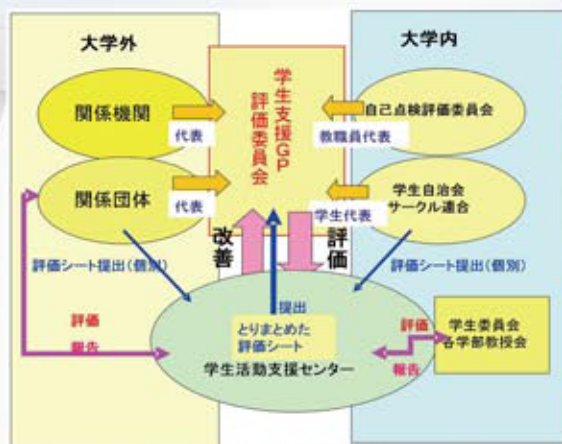 大学外
大学内
関係機関
学生支援GP
評価委員会
自己点検評価委員会
代表
教職員代表
関係団体
学生自治会
サークル連合
代表
学生代表
改善
評価
評価シート提出(個別)
評価シート提出(個別)
提出
とりまとめた
評価シート
学生活動支援センター
評価
報告
評価
報告
学生委員会
各学部教授会